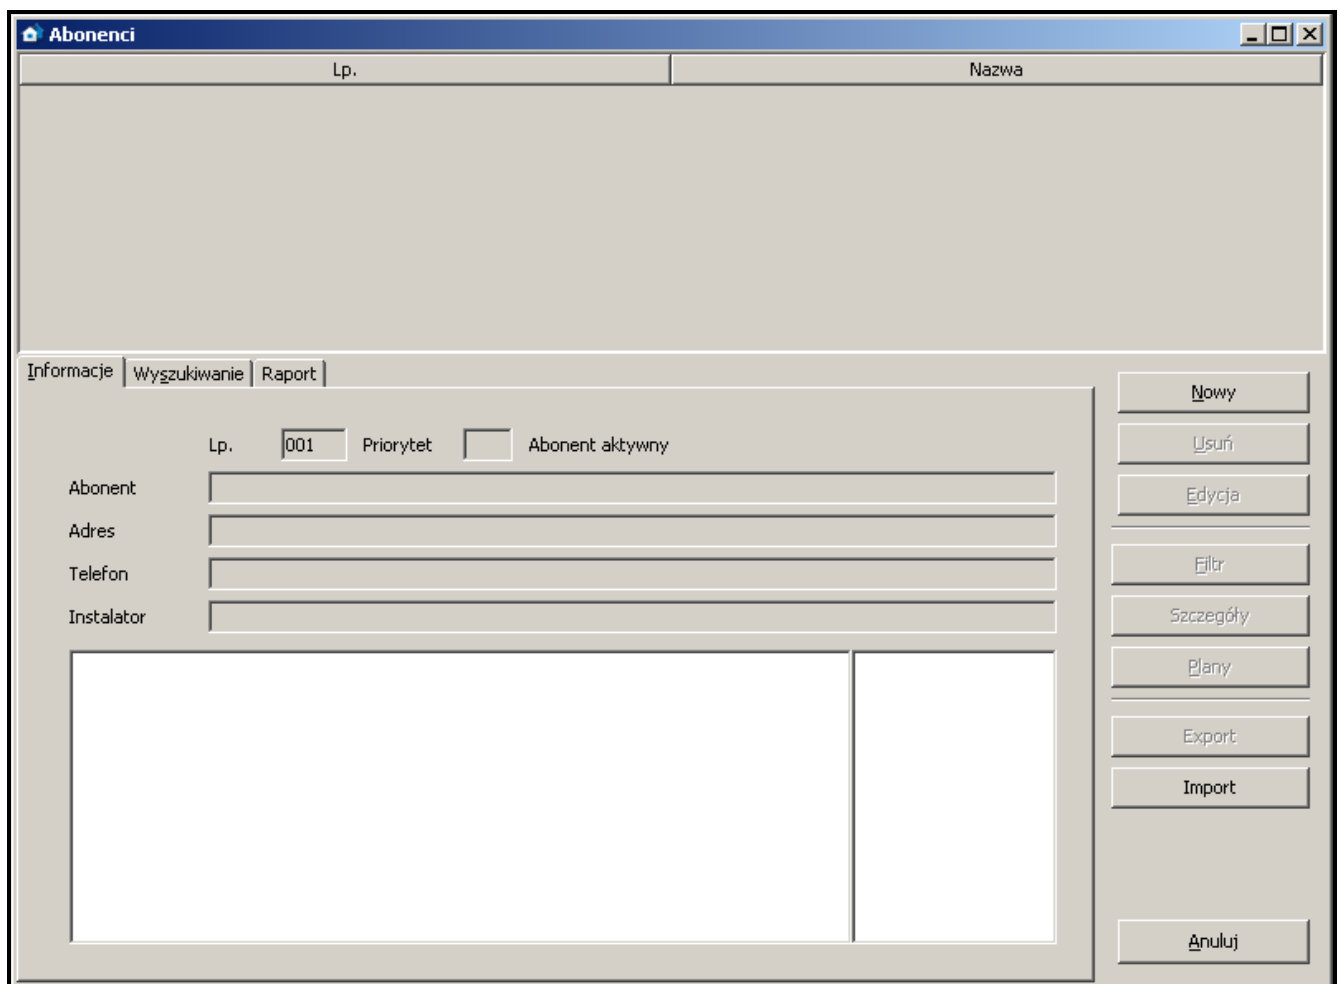 Abonenci
Lp. Nazwa
Informacje Wyszukiwanie Raport
Nowy
Lp. 001 Priorytet Abonent aktywny
Usuń
Abonent
Edycja
Adres
Telefon
Filtr
Instalator
Szczegóły
Plany
Export
Import
Anuluj